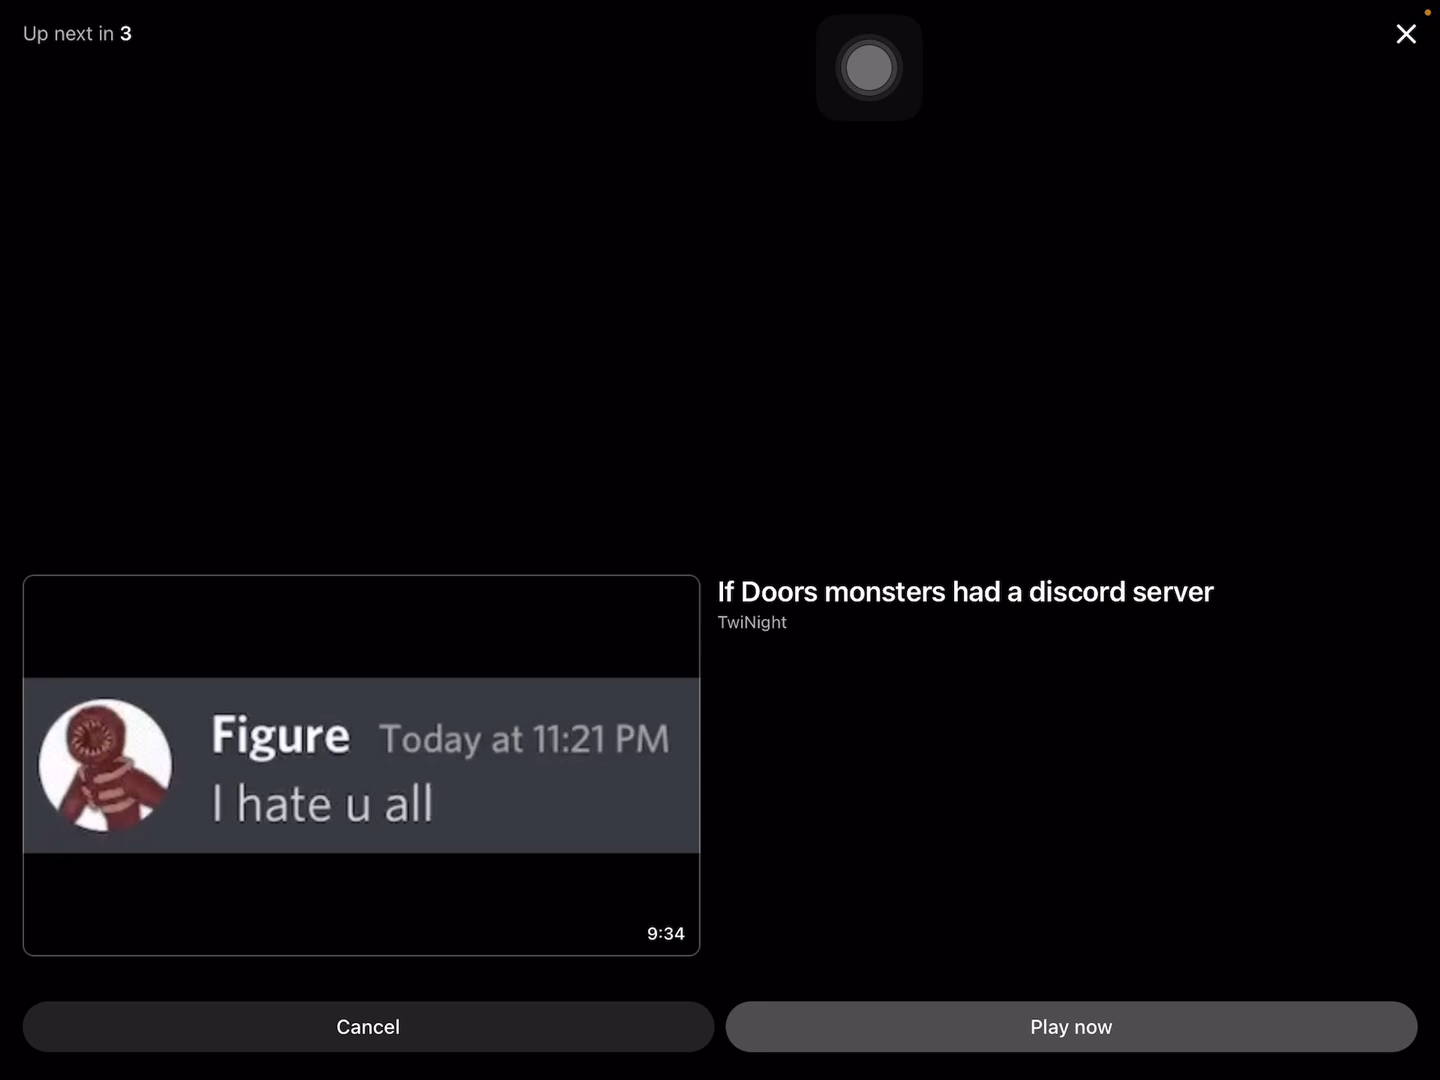 Up next in 3
If Doors monsters had a discord server
TwiNight
Figure Today at 11:21 PM
I hate u all
9:34
Cancel
Play now